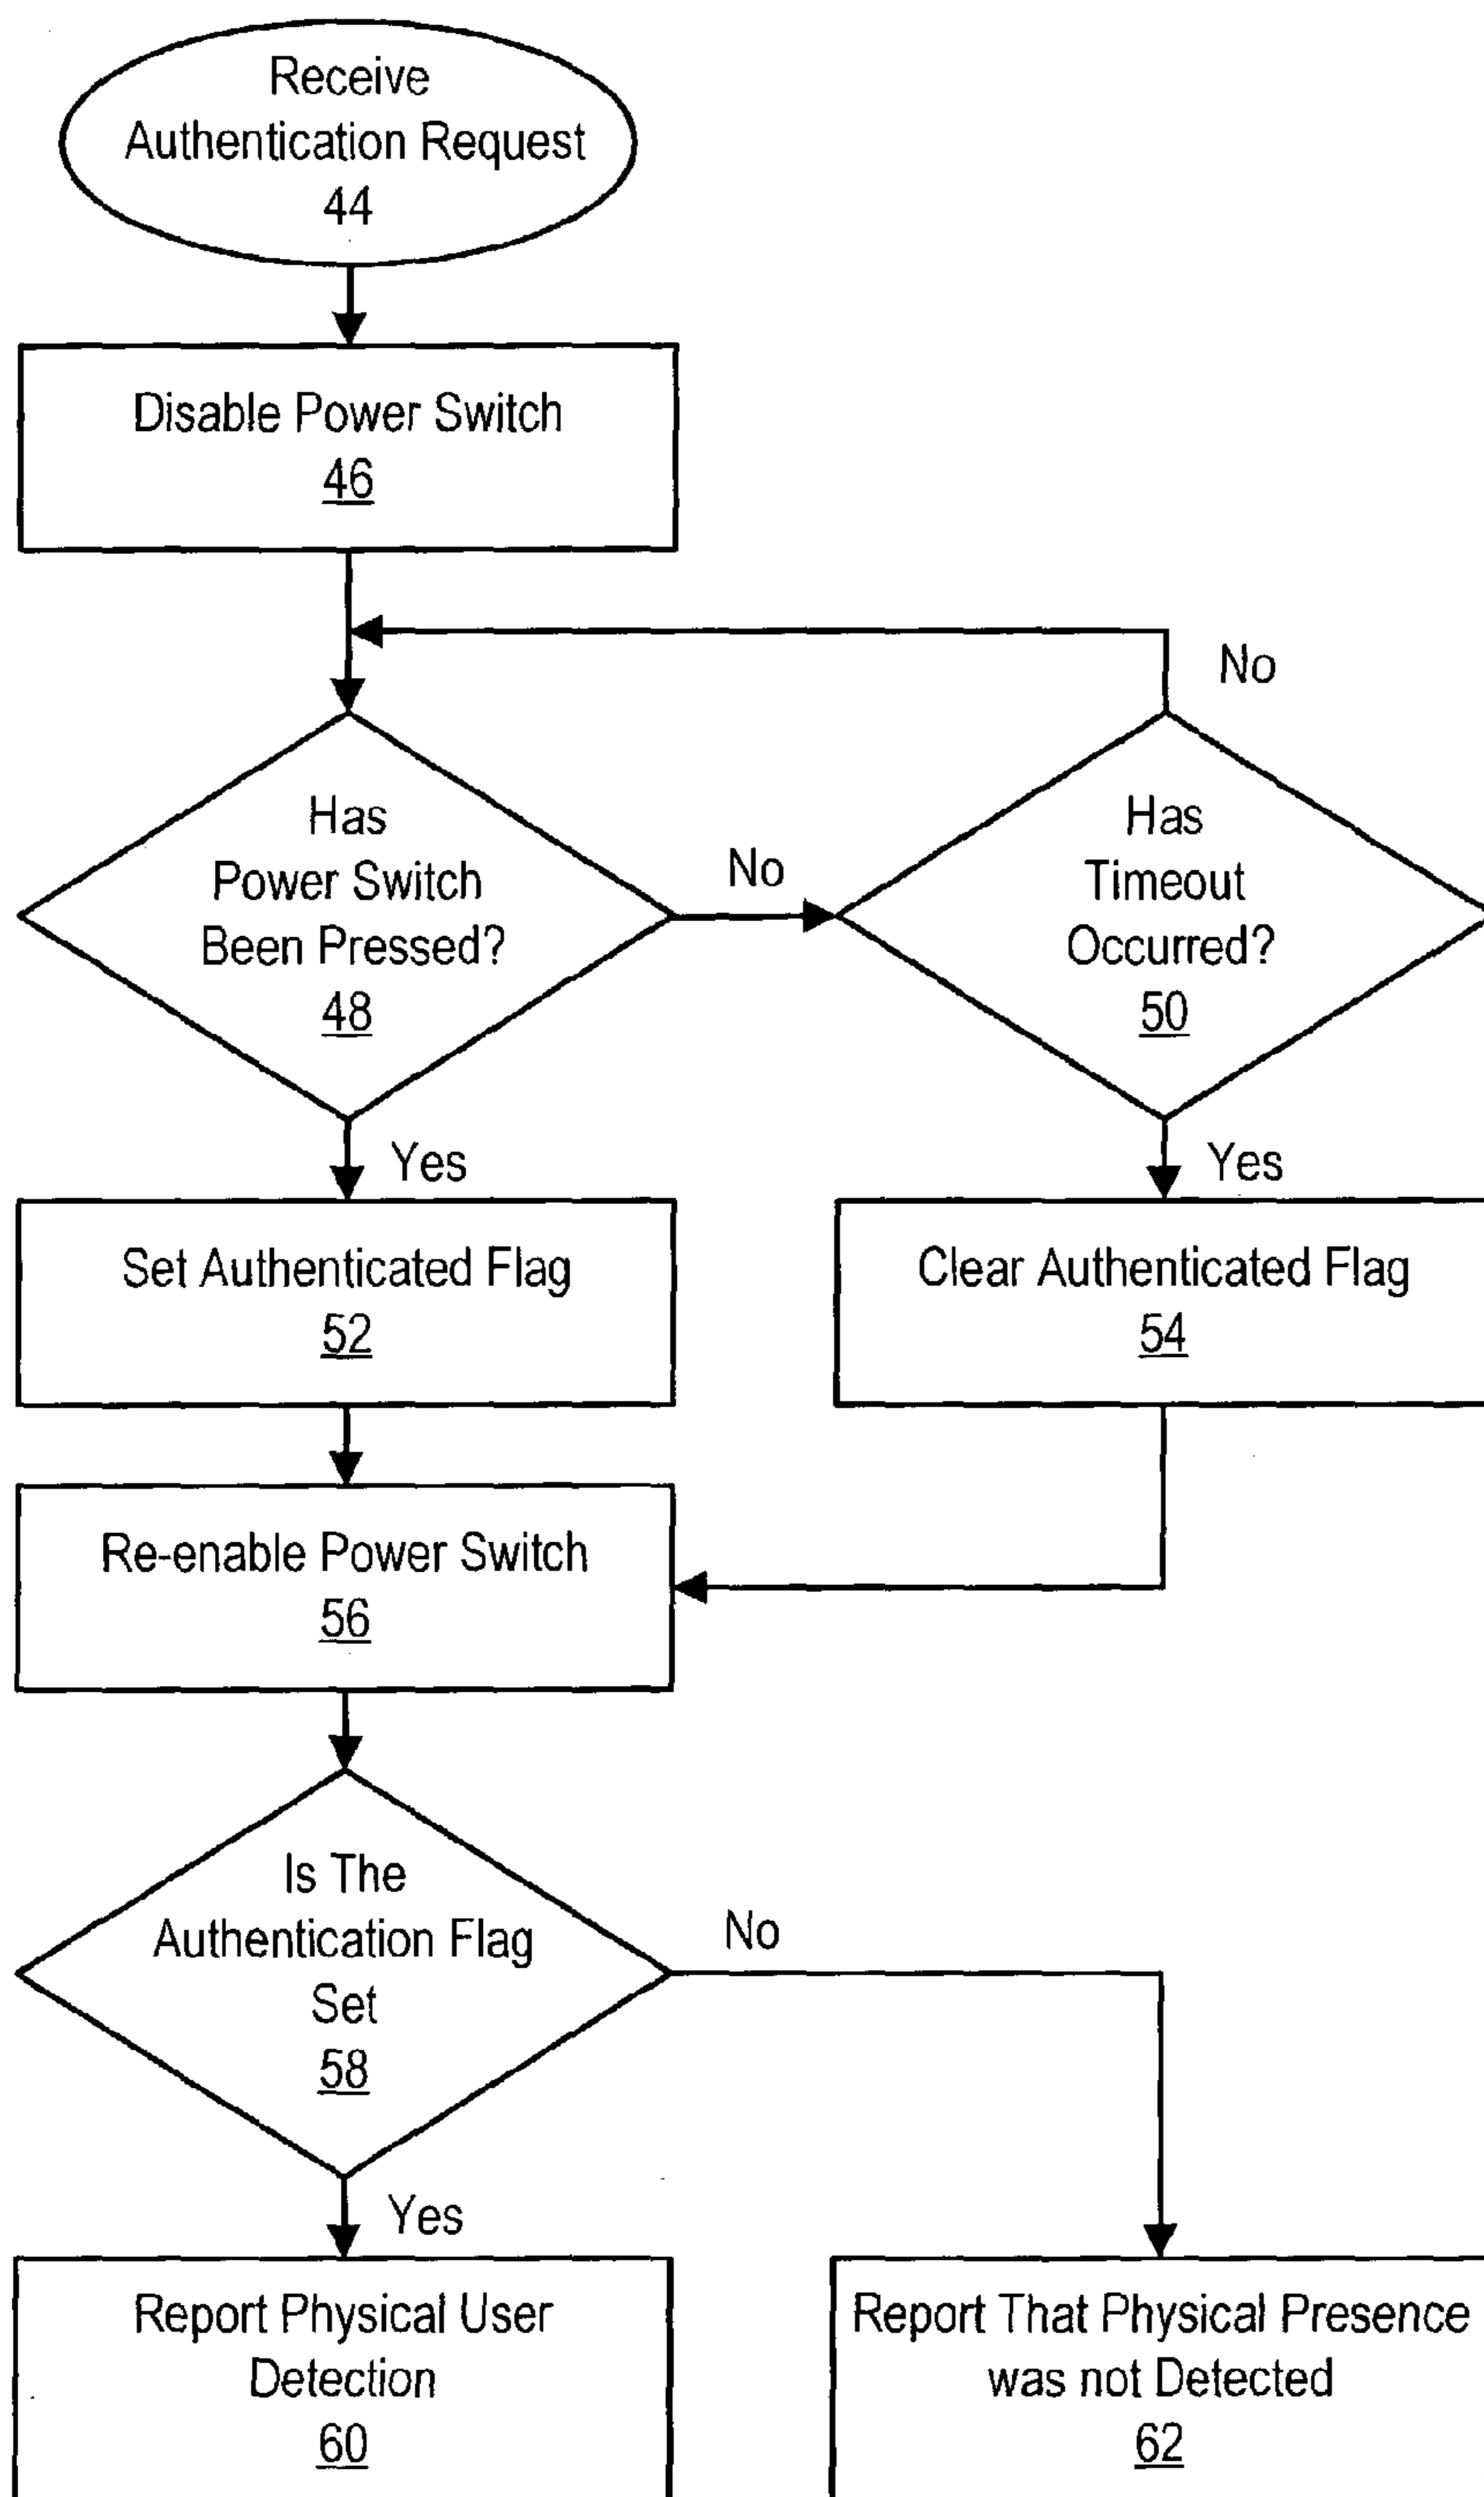 Receive
Authentication Request
44
Disable Power Switch
46
No
Has
Power Switch
Been Pressed?
48
No
Has
Timeout
Occurred?
50
Yes
Yes
Set Authenticated Flag
52
Clear Authenticated Flag
54
Re-enable Power Switch
56
Is The
Authentication Flag
Set
58
No
Yes
Report Physical User
Detection
60
Report That Physical Presence
was not Detected
62